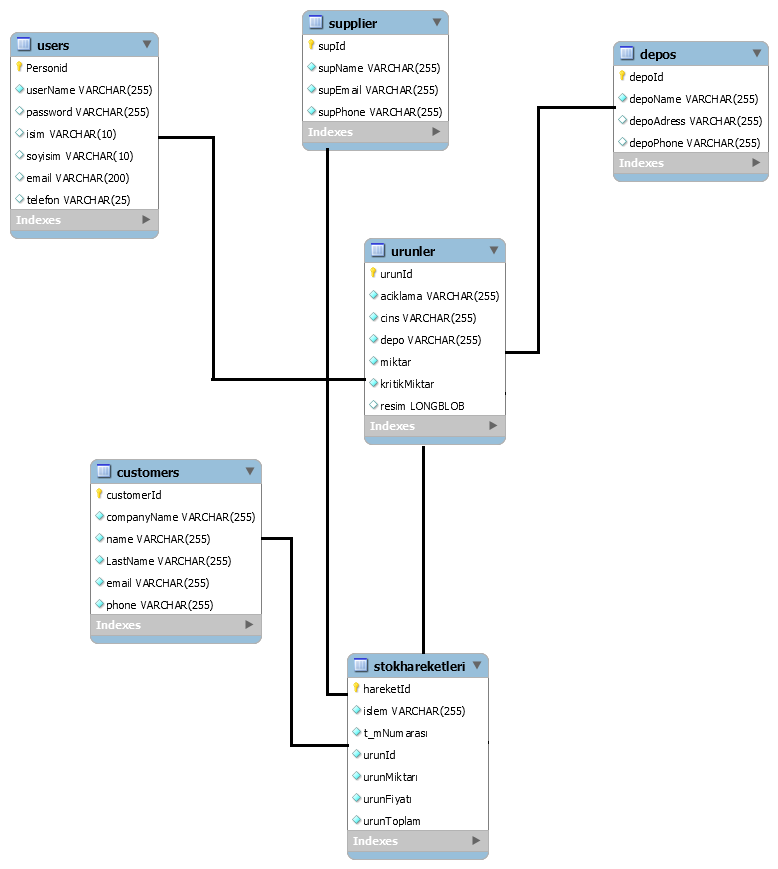 users
Personid
userName VARCHAR(255)
password VARCHAR(255)
isim VARCHAR(10)
soyisim VARCHAR(10)
email VARCHAR(200)
telefon VARCHAR(25)
Indexes
supplier
supId
supName VARCHAR(255)
supEmail VARCHAR(255)
supPhone VARCHAR(255)
Indexes
depos
depoId
depoName VARCHAR(255)
depoAdress VARCHAR(255)
depoPhone VARCHAR(255)
Indexes
urunler
urunId
aciklama VARCHAR(255)
cins VARCHAR(255)
depo VARCHAR(255)
miktar
kritikMiktar
resim LONGBLOB
Indexes
customers
customerId
companyName VARCHAR(255)
name VARCHAR(255)
LastName VARCHAR(255)
email VARCHAR(255)
phone VARCHAR(255)
Indexes
stokhareketleri
hareketId
islem VARCHAR(255)
t_mNumarası
urunId
urunMiktarı
urunFiyatı
urunToplam
Indexes